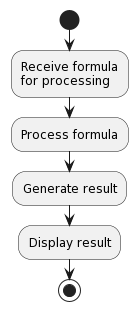 Receive formula
for processing
Process formula
Generate result
Display result